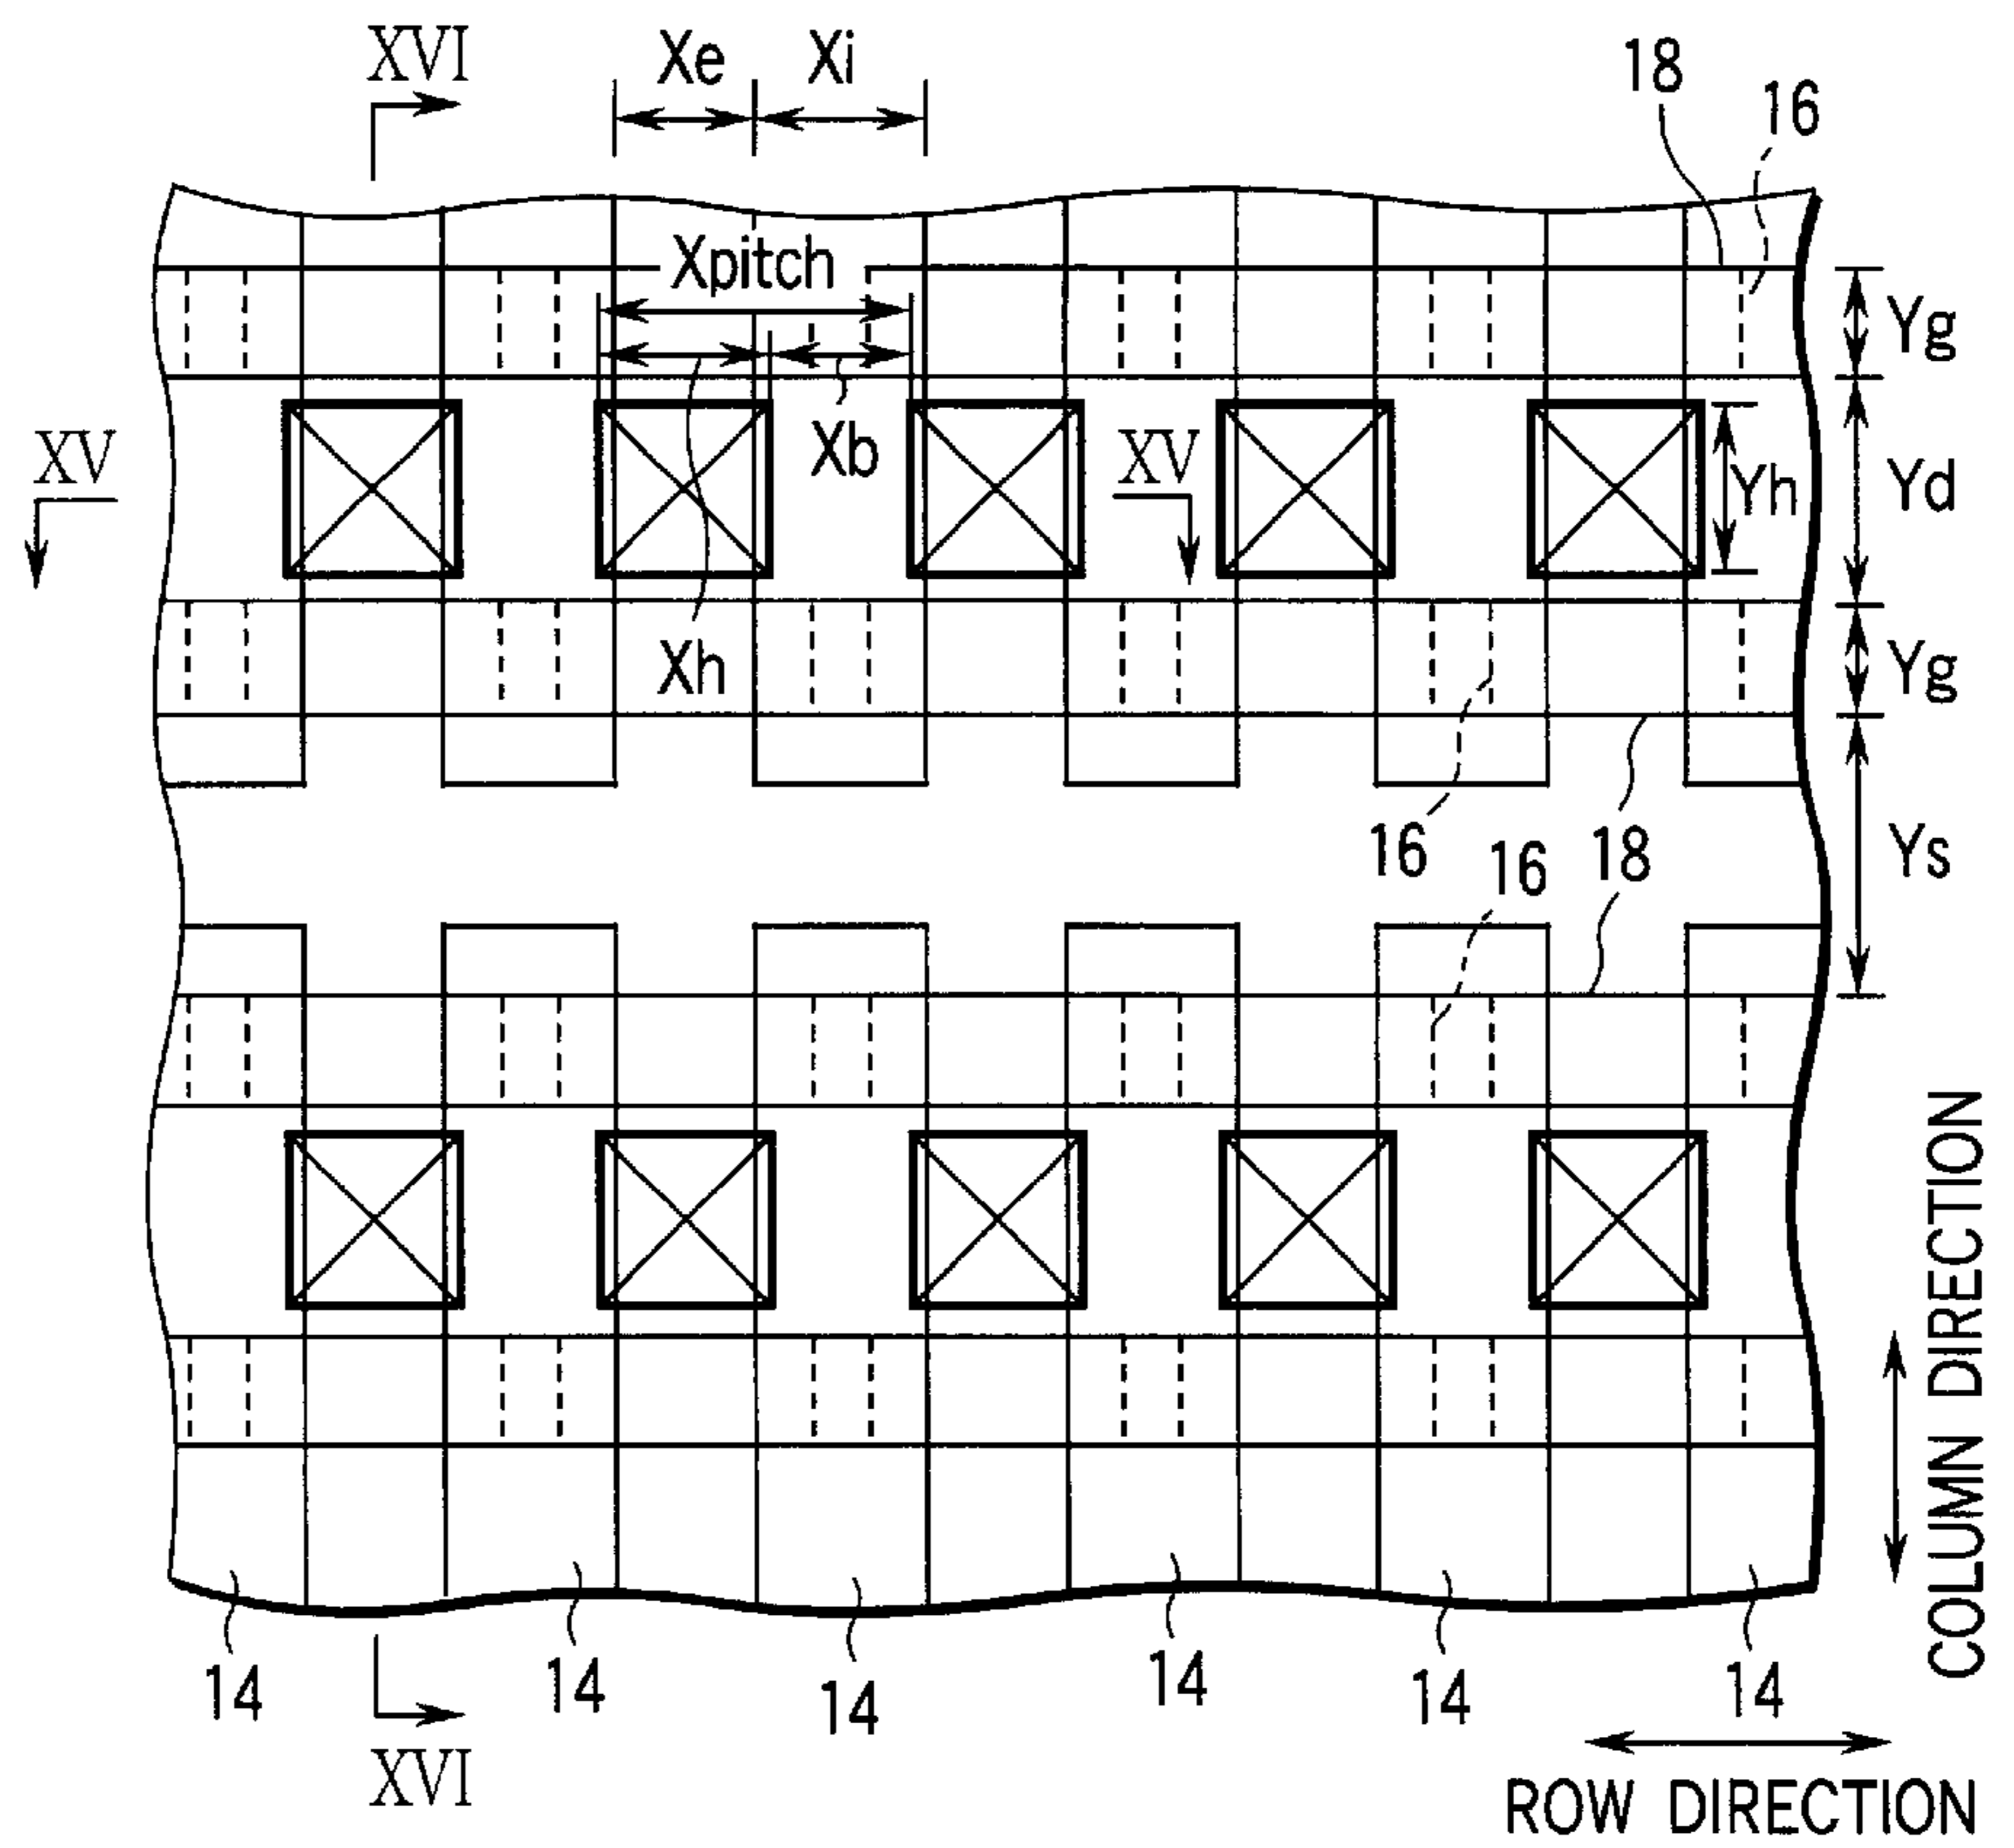 XVI
Xe
Xi
18
16
Xpitch
Yg
XV
Xb
XV
Yh
Yd
Xh
Yg
16
16
18
Ys
COLUMN DIRECTION
14
14
14
14
14
14
XVI
ROW DIRECTION